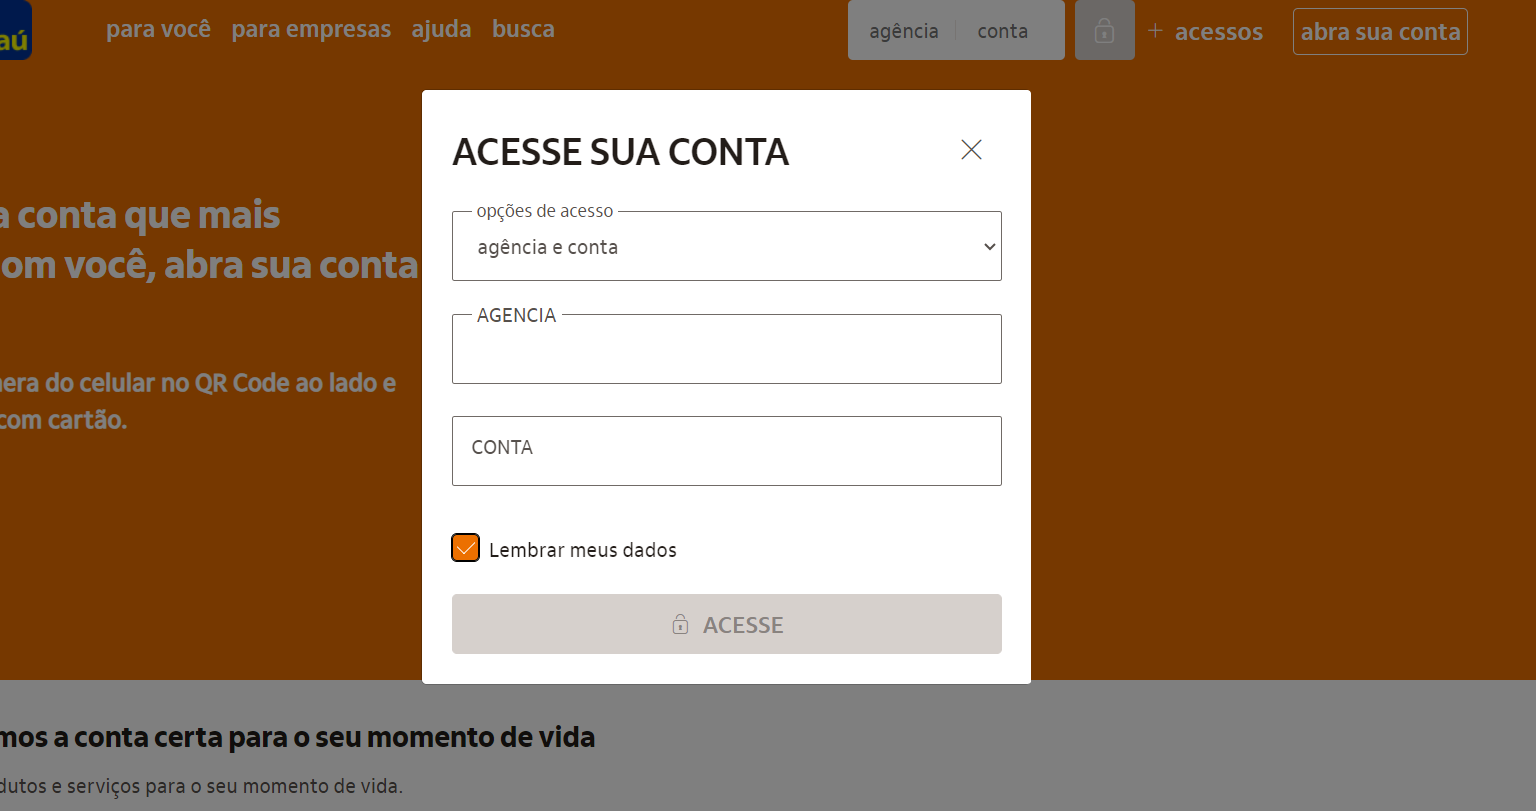 aú
para você para empresas ajuda busca
agência conta
+ acessos
abra sua conta
ACESSE SUA CONTA
opções de acesso
agência e conta
AGENCIA
CONTA
Lembrar meus dados
ACESSE
a conta que mais
om você, abra sua conta
era do celular no QR Code ao lado e
com cartão.
mos a conta certa para o seu momento de vida
dutos e serviços para o seu momento de vida.